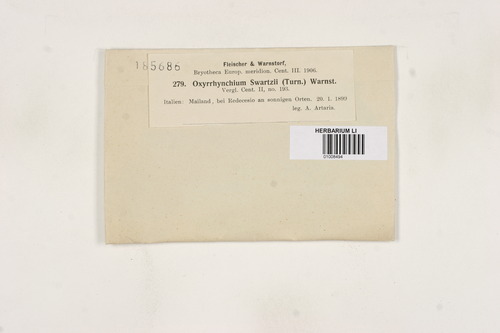 185686
Fleischer & Warnstorf,
Bryotheca Europ. meridion. Cent. III. 1906.
279. Oxyrrhynchium Swartzii (Turn.) Warnst.
Vergl. Cent. II, no. 193.
Italien: Mailand, bei Redecesio an sonnigen Orten. 29. 1. 1899
leg. A. Artaria.
HERBARIUM LI
01008494